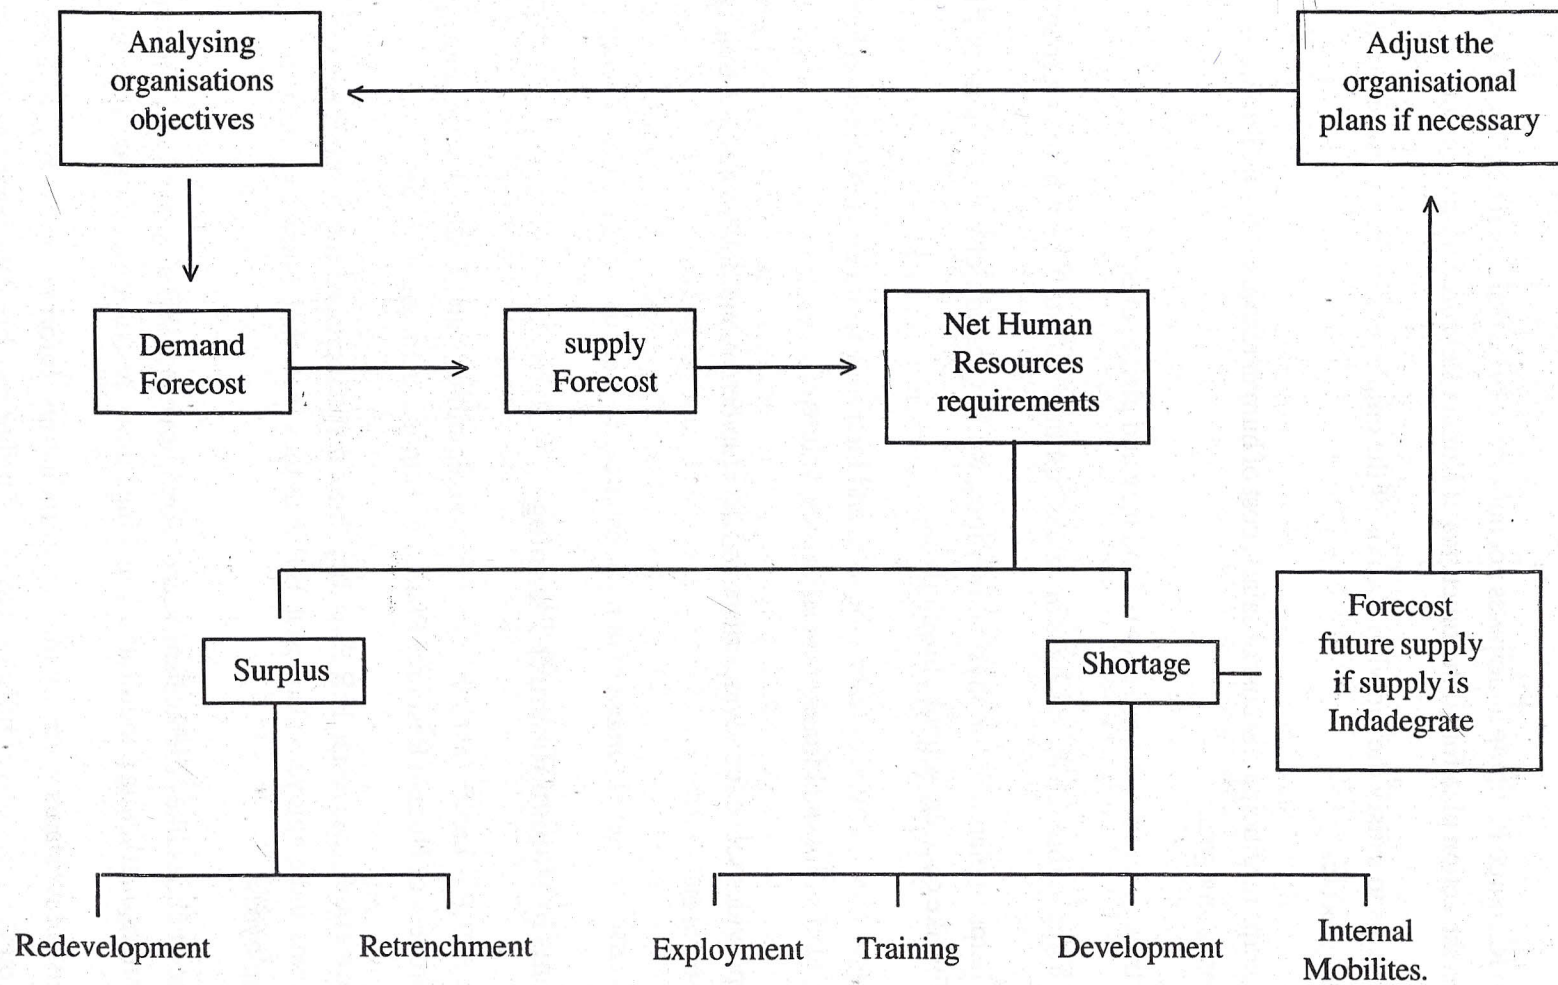 Analysing
organisations
objectives
Adjust the
organisational
plans if necessary
Demand
Forecost
supply
Forecost
Net Human
Resources
requirements
Surplus
Shortage
Forecost
future supply
if supply is
Indadegrate
Redevelopment
Retrenchment
Exployment
Training
Development
Internal
Mobilites.